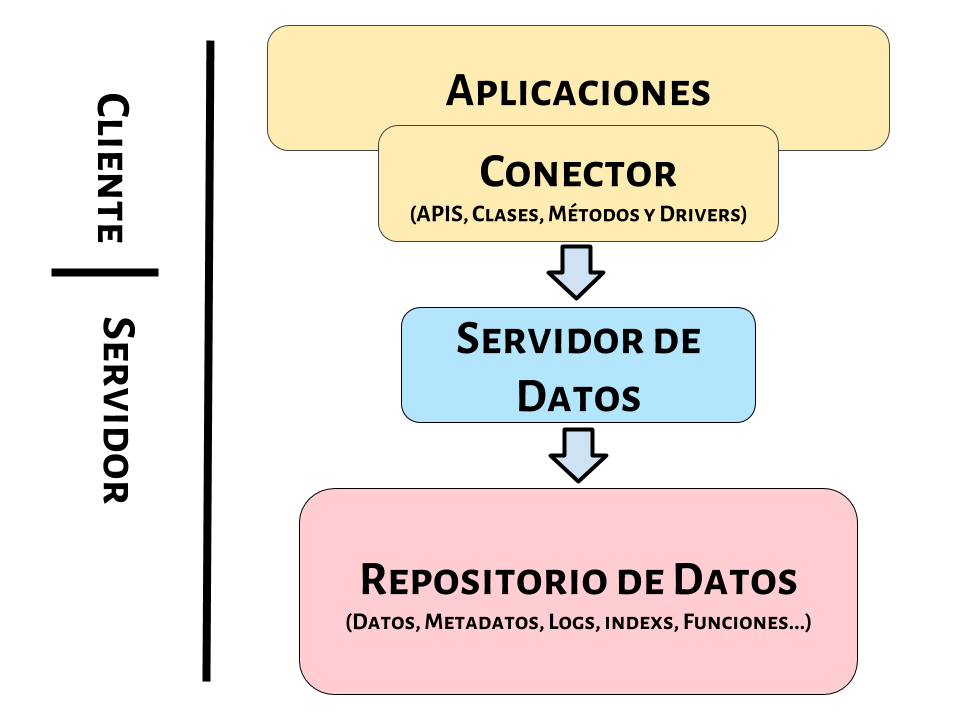 Cliente
Servidor
Aplicaciones
Conector
(APIS, Clases, Métodos y Drivers)
Servidor de
Datos
Repositorio de Datos
(Datos, Metadatos, Logs, indexs, Funciones...)